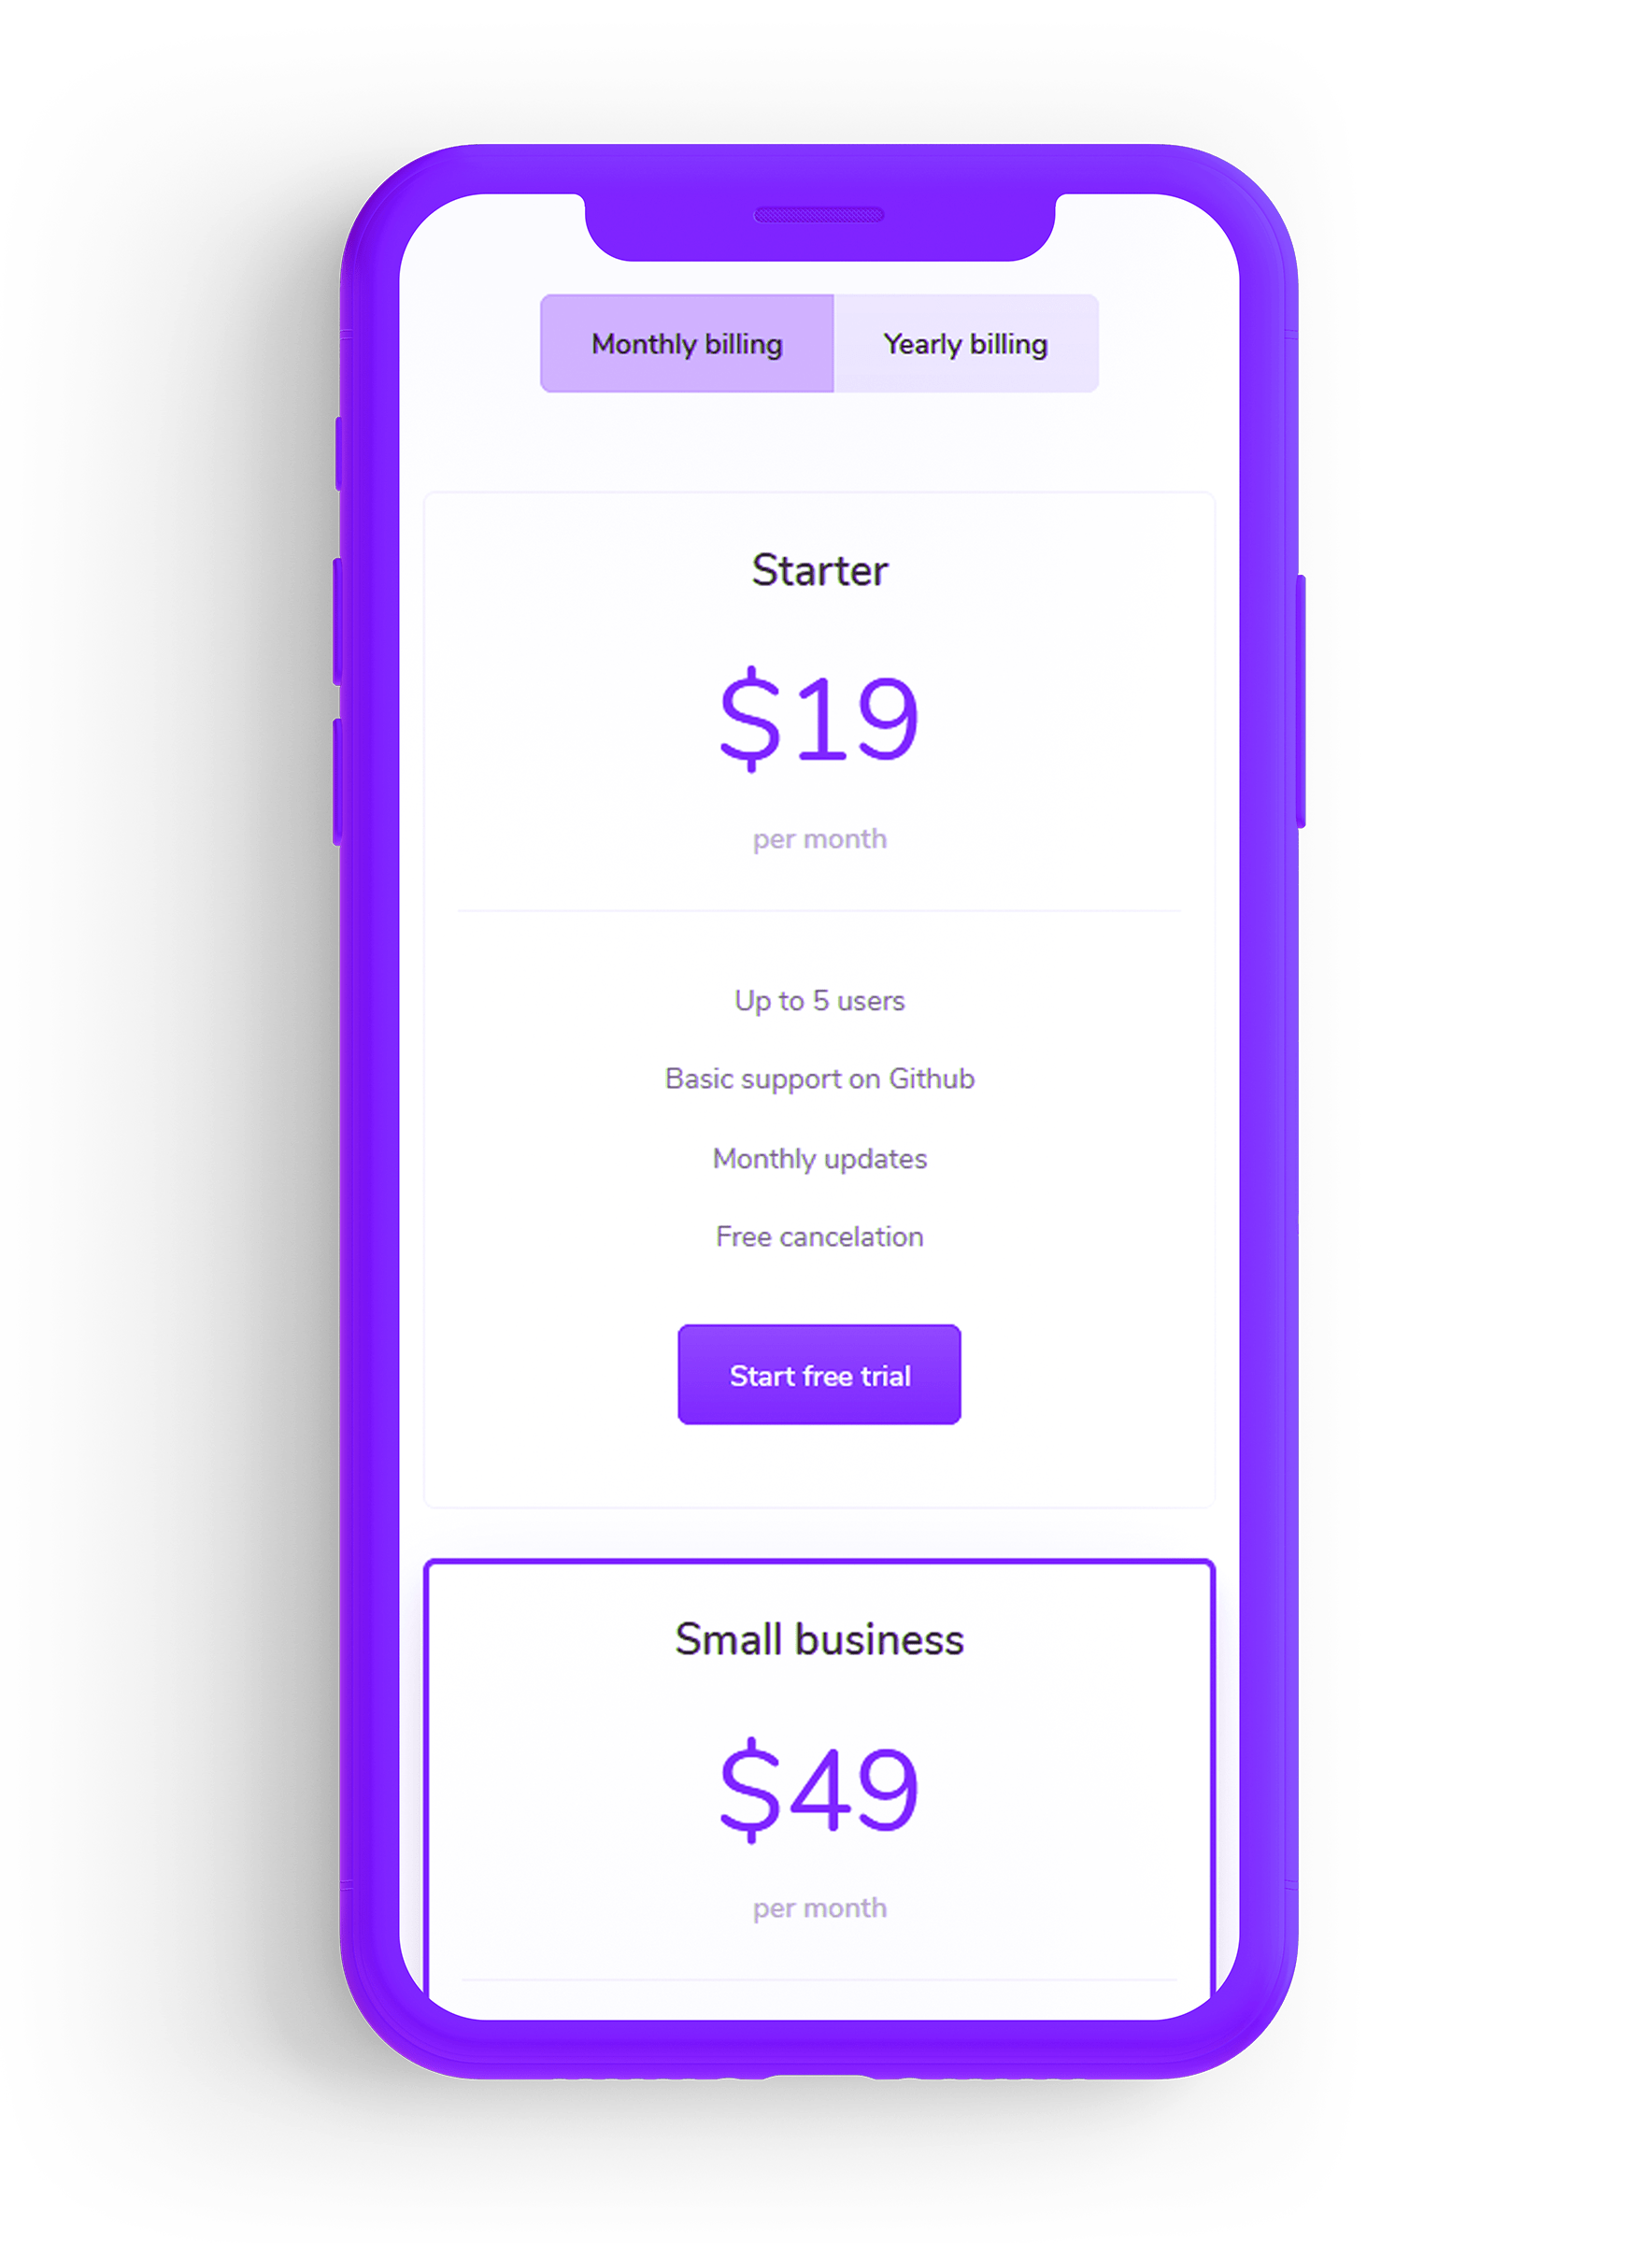 Monthly billing Yearly billing
Starter
$19
per month
Up to 5 users
Basic support on Github
Monthly updates
Free cancelation
Start free trial
Small business
$49
per month